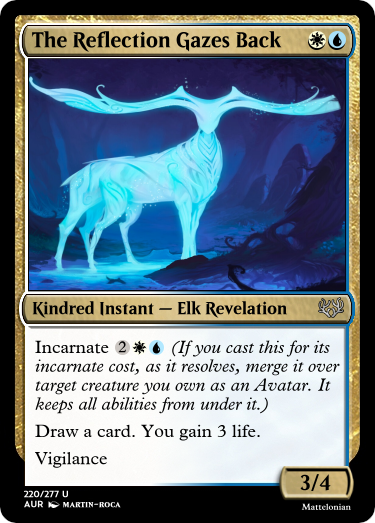 The Reflection Gazes Back
Kindred Instant — Elk Revelation
Incarnate 2 (If you cast this for its
incarnate cost, as it resolves, merge it over
target creature you own as an Avatar. It
keeps all abilities from under it.)
Draw a card. You gain 3 life.
Vigilance
3/4
220/277 U
AUR MARTIN-ROCA
Mattelonian